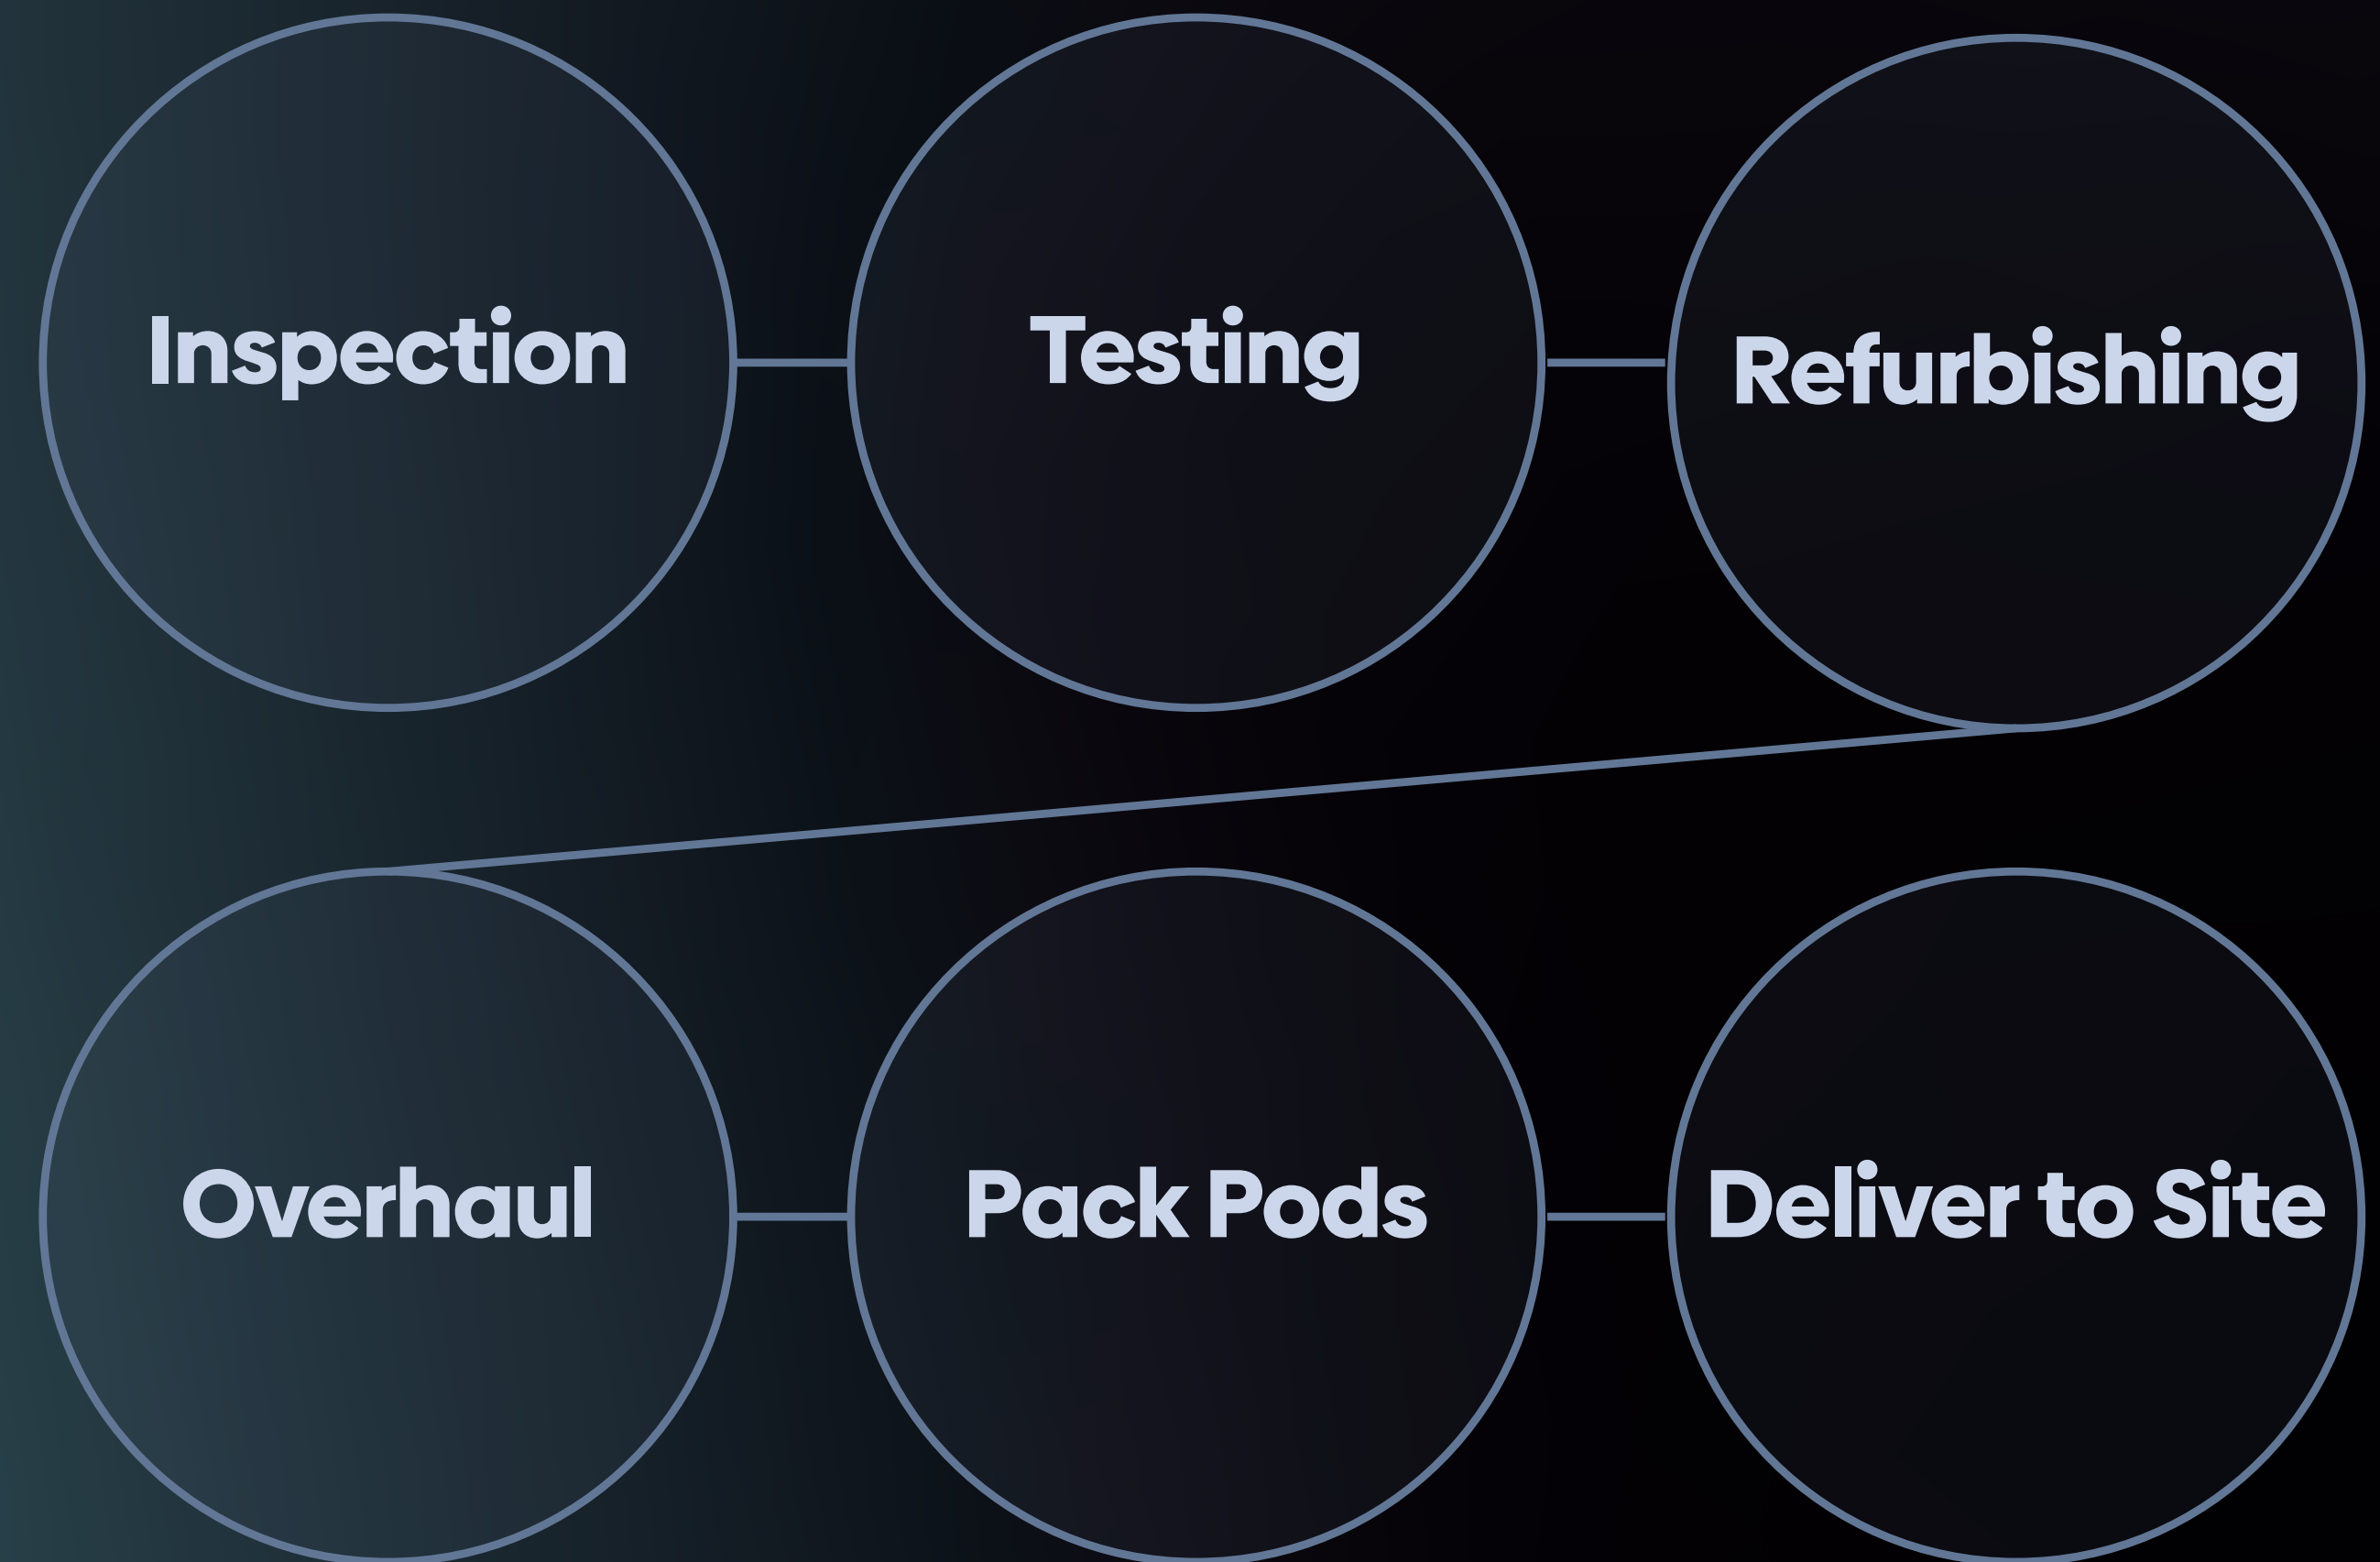 Inspection
Testing
Refurbishing
Overhaul
Pack Pods
Deliver to Site